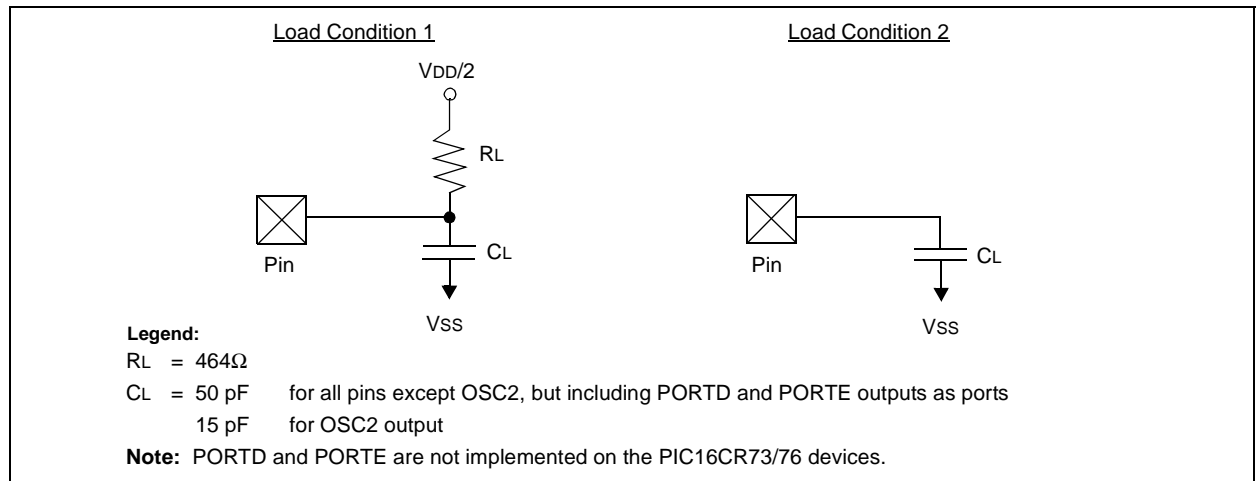 Load Condition 1
Load Condition 2
VDD/2
RL
CL
Pin
VSS
CL
Pin
VSS
Legend:
RL = 464Ω
CL = 50 pF for all pins except OSC2, but including PORTD and PORTE outputs as ports
15 pF for OSC2 output
Note: PORTD and PORTE are not implemented on the PIC16CR73/76 devices.